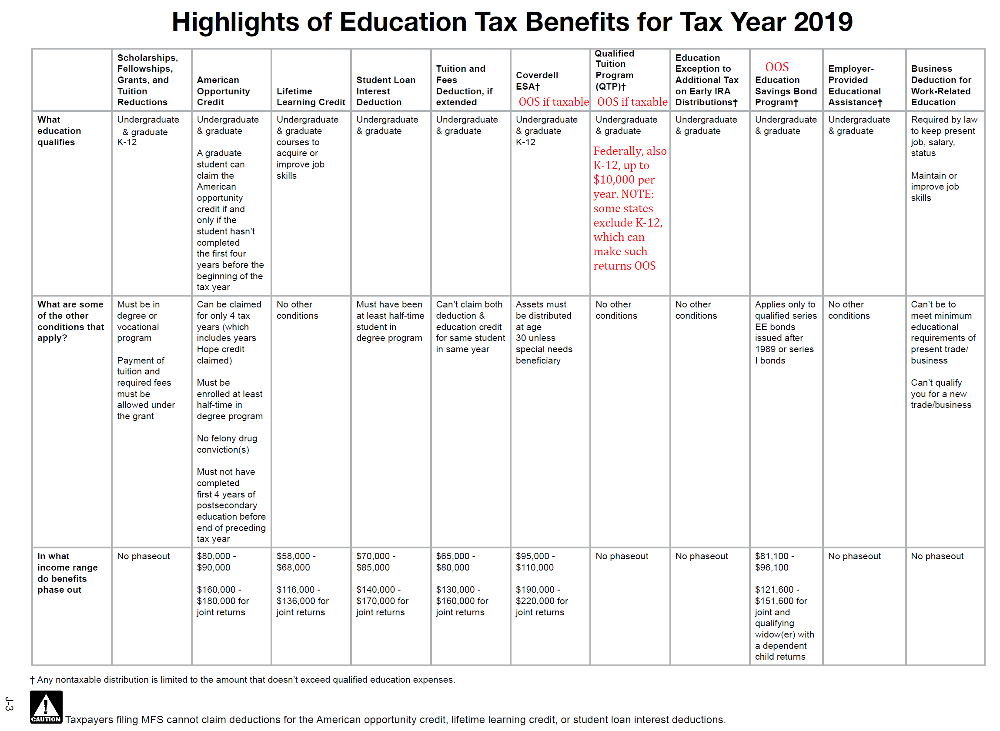 Highlights of Education Tax Benefits for Tax Year 2019
Scholarships,
Fellowships,
Grants, and
Tuition
Reductions
American
Opportunity
Credit
Lifetime
Learning Credit
Student Loan
Interest
Deduction
Tuition and
Fees
Deduction, if
extended
Coverdell
ESA†
OOS if taxable
Qualified
Tuition
Program
(QTP)†
OOS if taxable
Education
Exception to
Additional Tax
on Early IRA
Distributions†
OOS
Education
Savings Bond
Program†
Employer-
Provided
Educational
Assistance†
Business
Deduction for
Work-Related
Education
What
education
qualifies
Undergraduate
& graduate
K-12
Undergraduate
& graduate
A graduate
student can
claim the
American
opportunity
credit if and
only if the
student hasn’t
completed
the first four
years before the
beginning of the
tax year
Undergraduate
& graduate
courses to
acquire or
improve job
skills
Undergraduate
& graduate
Undergraduate
& graduate
Undergraduate
& graduate
K-12
Undergraduate
& graduate
Federally, also
K-12, up to
$10,000 per
year. NOTE:
some states
exclude K-12,
which can
make such
returns OOS
Undergraduate
& graduate
Undergraduate
& graduate
Undergraduate
& graduate
Required by law
to keep present
job, salary,
status
Maintain or
improve job
skills
What are some
of the other
conditions that
apply?
Must be in
degree or
vocational
program
Payment of
tuition and
required fees
must be
allowed under
the grant
Can be claimed
for only 4 tax
years (which
includes years
Hope credit
claimed)
Must be
enrolled at least
half-time in
degree program
No felony drug
conviction(s)
Must not have
completed
first 4 years of
postsecondary
education before
end of preceding
tax year
No other
conditions
Must have been
at least half-time
student in
degree program
Can’t claim both
deduction &
education credit
for same student
in same year
Assets must
be distributed
at age
30 unless
special needs
beneficiary
No other
conditions
No other
conditions
Applies only to
qualified series
EE bonds
issued after
1989 or series
I bonds
No other
conditions
Can’t be to
meet minimum
educational
requirements of
present trade/
business
Can’t qualify
you for a new
trade/business
In what
income range
do benefits
phase out
No phaseout
$80,000 -
$90,000
$160,000 -
$180,000 for
joint returns
$58,000 -
$68,000
$116,000 -
$136,000 for
joint returns
$70,000 -
$85,000
$140,000 -
$170,000 for
joint returns
$65,000 -
$80,000
$130,000 -
$160,000 for
joint returns
$95,000 -
$110,000
$190,000 -
$220,000 for
joint returns
No phaseout
No phaseout
$81,100 -
$96,100
$121,600 -
$151,600 for
joint and
qualifying
widow(er) with
a dependent
child returns
No phaseout
No phaseout
† Any nontaxable distribution is limited to the amount that doesn’t exceed qualified education expenses.
J-3
CAUTION
Taxpayers filing MFS cannot claim deductions for the American opportunity credit, lifetime learning credit, or student loan interest deductions.